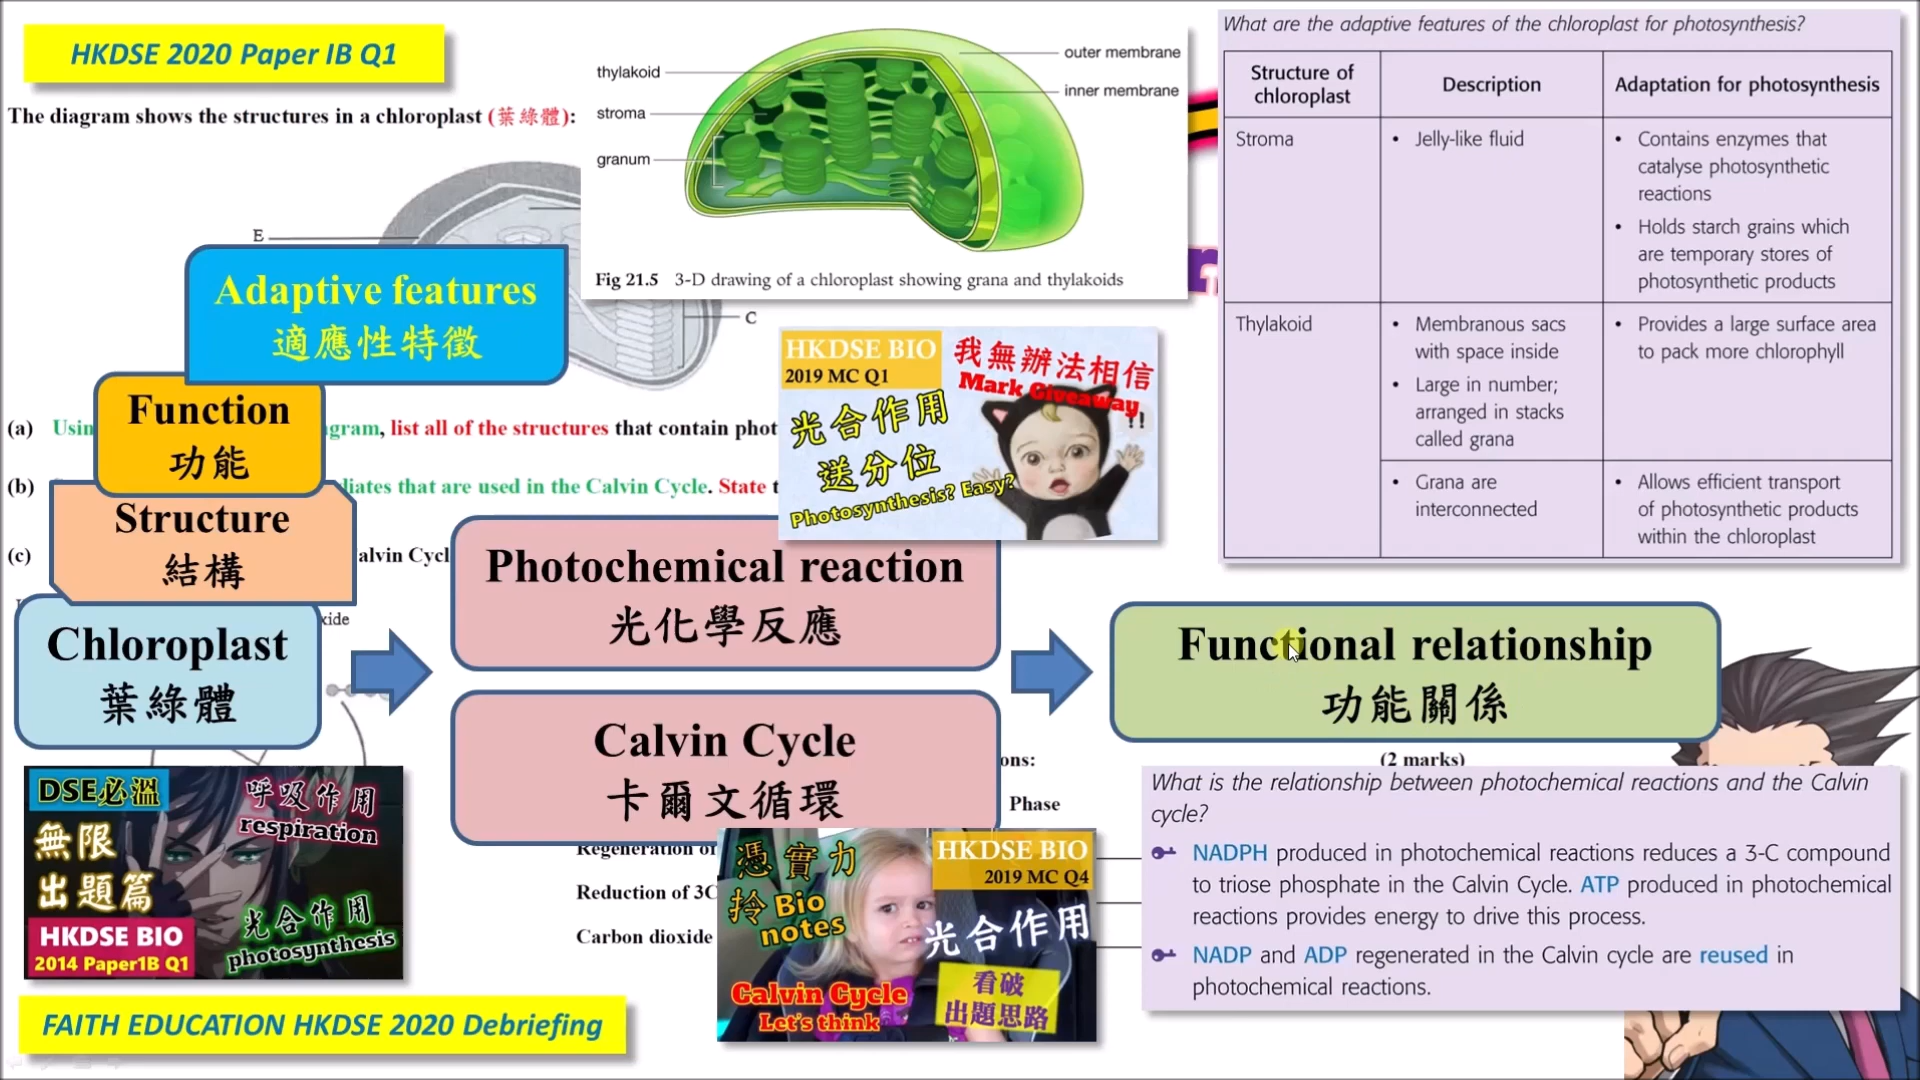 HKDSE 2020 Paper IB Q1
The diagram shows the structures in a chloroplast (葉綠體):
E
C
thylakoid
stroma
granum
outer membrane
inner membrane
Fig 21.5 3-D drawing of a chloroplast showing grana and thylakoids
What are the adaptive features of the chloroplast for photosynthesis?
Structure of chloroplast
Description
Adaptation for photosynthesis
Stroma
• Jelly-like fluid
• Contains enzymes that
catalyse photosynthetic
reactions
• Holds starch grains which
are temporary stores of
photosynthetic products
Thylakoid
• Membranous sacs
with space inside
• Large in number;
arranged in stacks
called grana
• Provides a large surface area
to pack more chlorophyll
• Grana are
interconnected
• Allows efficient transport
of photosynthetic products
within the chloroplast
Adaptive features
適應性特徵
Function
功能
Structure
結構
Chloroplast
葉綠體
(a) list all of the structures that contain
(b) that are used in the Calvin Cycle. State
(c)
Photochemical reaction
光化學反應
Calvin Cycle
卡爾文循環
Functional relationship
功能關係
HKDSE BIO
2019 MC Q1
我無辦法相信
Mark Giveaway
!!
光合作用
送分位
Photosynthesis? Easy?
(2 marks)
ons:
Phase
Reduction of 3C
Carbon dioxide
DSE必溫
無限
出題篇
呼吸作用
respiration
光合作用
photosynthesis
HKDSE BIO
2014 Paper1B Q1
憑實力
拎Bio
notes
HKDSE BIO
2019 MC Q4
光合作用
看破
出題思路
Calvin Cycle
Let's think
What is the relationship between photochemical reactions and the Calvin
cycle?
NADPH produced in photochemical reactions reduces a 3-C compound
to triose phosphate in the Calvin Cycle. ATP produced in photochemical
reactions provides energy to drive this process.
NADP and ADP regenerated in the Calvin cycle are reused in
photochemical reactions.
FAITH EDUCATION HKDSE 2020 Debriefing